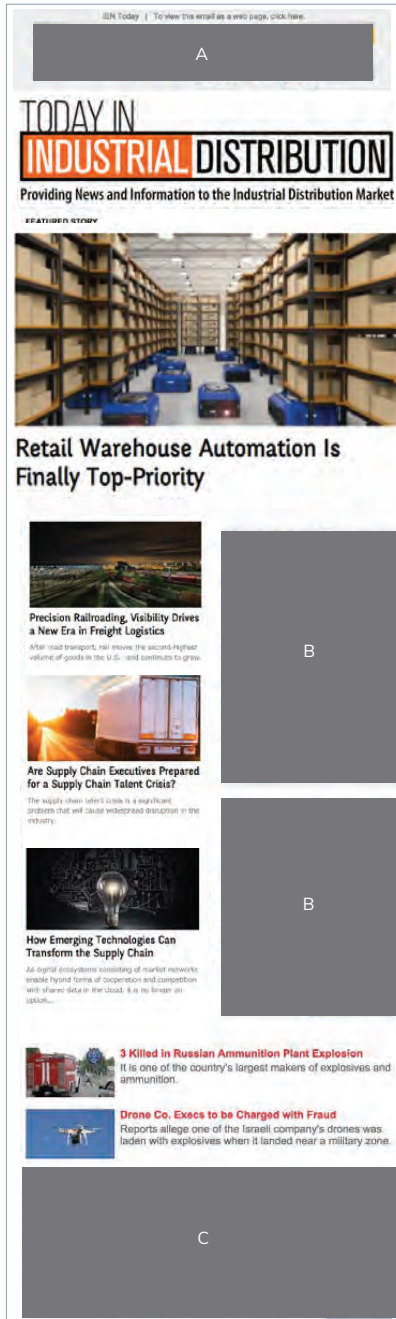 IEN Today | To view this email as a web page, click here.
A
TODAY IN
INDUSTRIAL DISTRIBUTION
Providing News and Information to the Industrial Distribution Market
FEATURED STORY
Retail Warehouse Automation Is
Finally Top-Priority
Precision Railroading, Visibility Drives
a New Era in Freight Logistics
After road transport, rail moves the second-highest
volume of goods in the U.S. and continues to grow.
B
Are Supply Chain Executives Prepared
for a Supply Chain Talent Crisis?
The supply chain talent crisis is a significant
problem that will cause widespread disruption in the
industry.
B
How Emerging Technologies Can
Transform the Supply Chain
As digital ecosystems consisting of market networks
enable hybrid forms of cooperation and competition
with shared data in the cloud, it is no longer an
option...
3 Killed in Russian Ammunition Plant Explosion
It is one of the country's largest makers of explosives and
ammunition.
Drone Co. Execs to be Charged with Fraud
Reports allege one of the Israeli company's drones was
laden with explosives when it landed near a military zone.
C